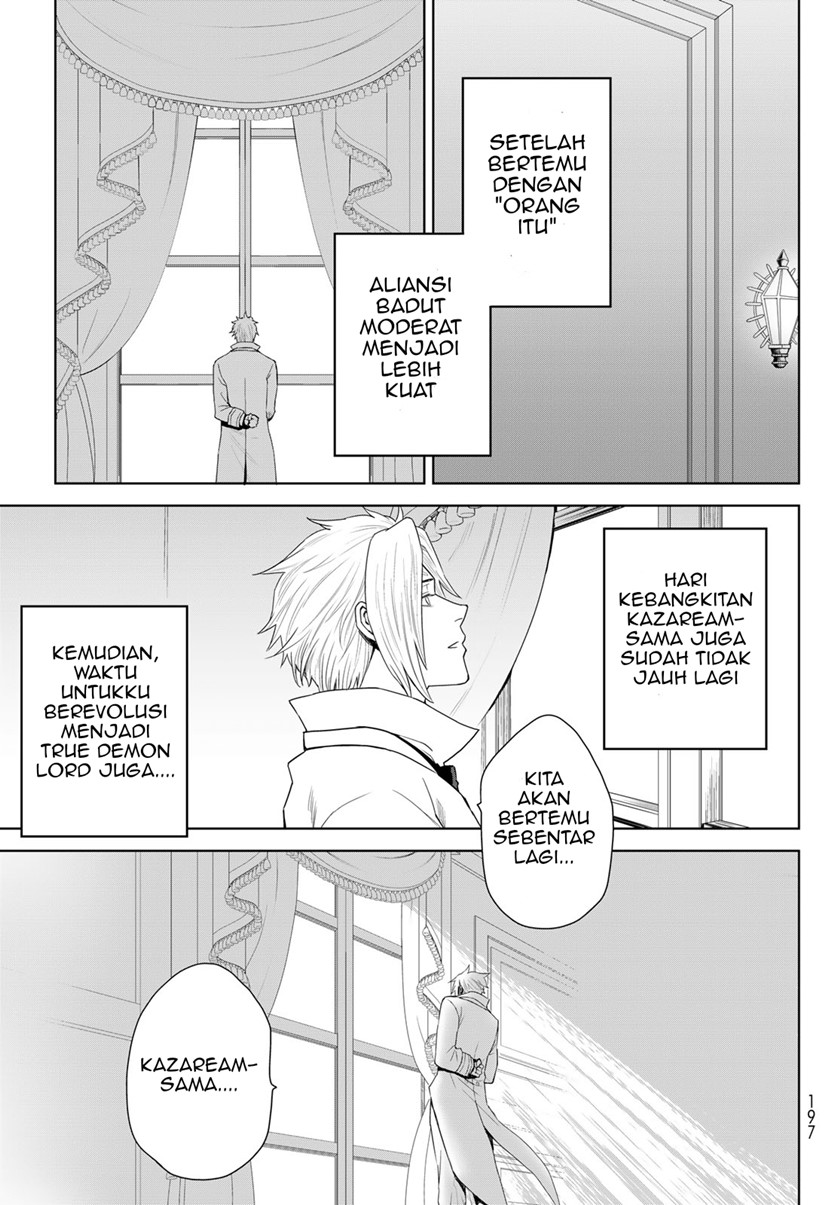 SETELAH
BERTEMU
DENGAN
"ORANG
ITU"
ALIANSI
BADUT
MODERAT
MENJADI
LEBIH
KUAT
HARI
KEBANGKITAN
KAZAREAM-
SAMA JUGA
SUDAH TIDAK
JAUH LAGI
KEMUDIAN,
WAKTU
UNTUKKU
BEREVOLUSI
MENJADI
TRUE DEMON
LORD JUGA....
KITA
AKAN
BERTEMU
SEBENTAR
LAGI...
KAZAREAM-
SAMA....
197